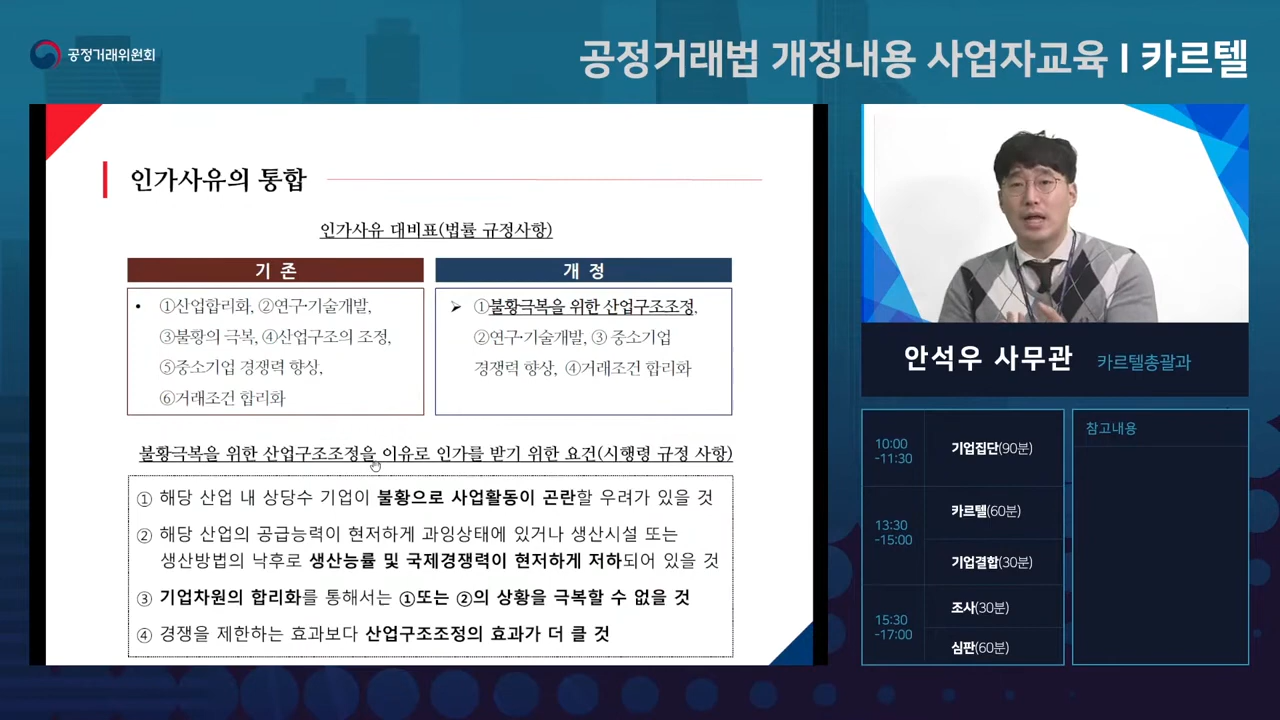 공정거래위원회
공정거래법 개정내용 사업자교육 I 카르텔
인가사유의 통합
인가사유 대비표(법률 규정사항)
기 존
개 정
• ①산업합리화, ②연구·기술개발,
③불황의 극복, ④산업구조의 조정,
⑤중소기업 경쟁력 향상,
⑥거래조건 합리화
➢ ①불황극복을 위한 산업구조조정,
②연구·기술개발, ③ 중소기업
경쟁력 향상, ④거래조건 합리화
불황극복을 위한 산업구조조정을 이유로 인가를 받기 위한 요건(시행령 규정 사항)
① 해당 산업 내 상당수 기업이 불황으로 사업활동이 곤란할 우려가 있을 것
② 해당 산업의 공급능력이 현저하게 과잉상태에 있거나 생산시설 또는
생산방법의 낙후로 생산능률 및 국제경쟁력이 현저하게 저하되어 있을 것
③ 기업차원의 합리화를 통해서는 ①또는 ②의 상황을 극복할 수 없을 것
④ 경쟁을 제한하는 효과보다 산업구조조정의 효과가 더 클 것
안석우 사무관 카르텔총괄과
10:00
-11:30
기업집단(90분)
13:30
-15:00
카르텔(60분)
기업결합(30분)
15:30
-17:00
조사(30분)
심판(60분)
참고내용